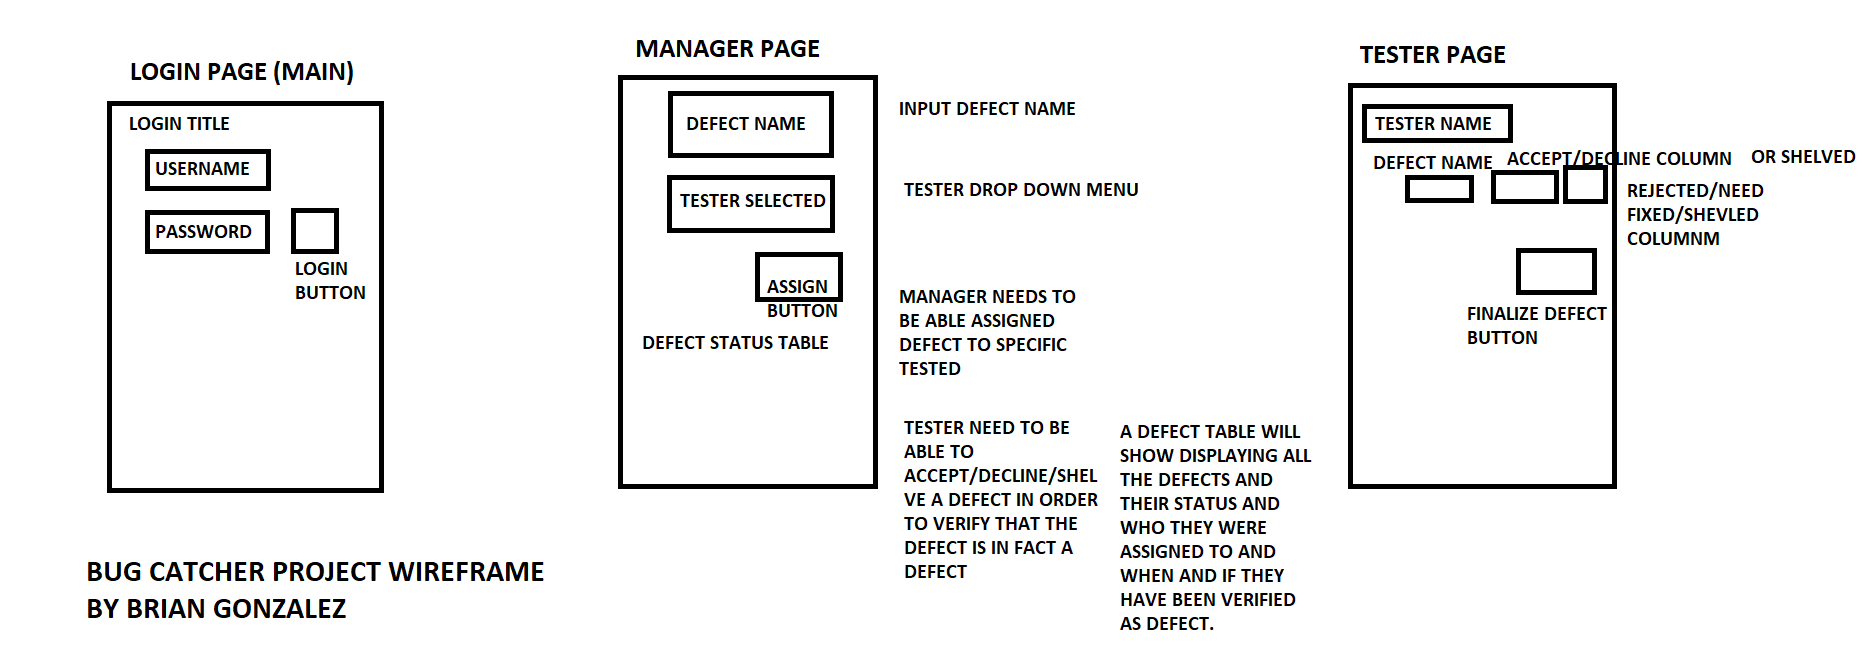 LOGIN PAGE (MAIN)
LOGIN TITLE
USERNAME
PASSWORD
LOGIN
BUTTON
BUG CATCHER PROJECT WIREFRAME
BY BRIAN GONZALEZ
MANAGER PAGE
DEFECT NAME
INPUT DEFECT NAME
TESTER SELECTED
TESTER DROP DOWN MENU
ASSIGN
BUTTON
DEFECT STATUS TABLE
MANAGER NEEDS TO
BE ABLE ASSIGNED
DEFECT TO SPECIFIC
TESTED
TESTER NEED TO BE
ABLE TO
ACCEPT/DECLINE/SHEL
VE A DEFECT IN ORDER
TO VERIFY THAT THE
DEFECT IS IN FACT A
DEFECT
A DEFECT TABLE WILL
SHOW DISPLAYING ALL
THE DEFECTS AND
THEIR STATUS AND
WHO THEY WERE
ASSIGNED TO AND
WHEN AND IF THEY
HAVE BEEN VERIFIED
AS DEFECT.
TESTER PAGE
TESTER NAME
DEFECT NAME
ACCEPT/DECLINE COLUMN
OR SHELVED
REJECTED/NEED
FIXED/SHEVLED
COLUMNM
FINALIZE DEFECT
BUTTON